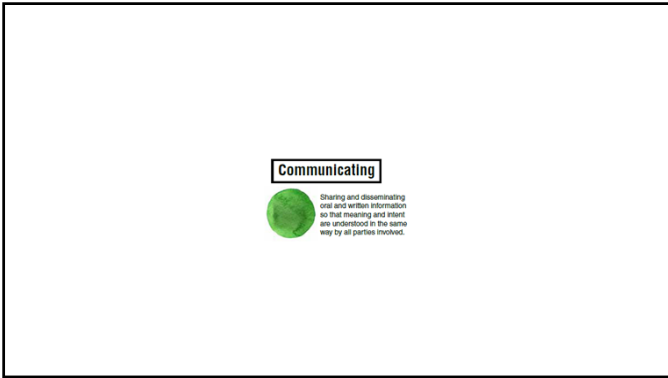 Communicating
Sharing and disseminating
oral and written information
so that meaning and intent
are understood in the same
way by all parties involved.